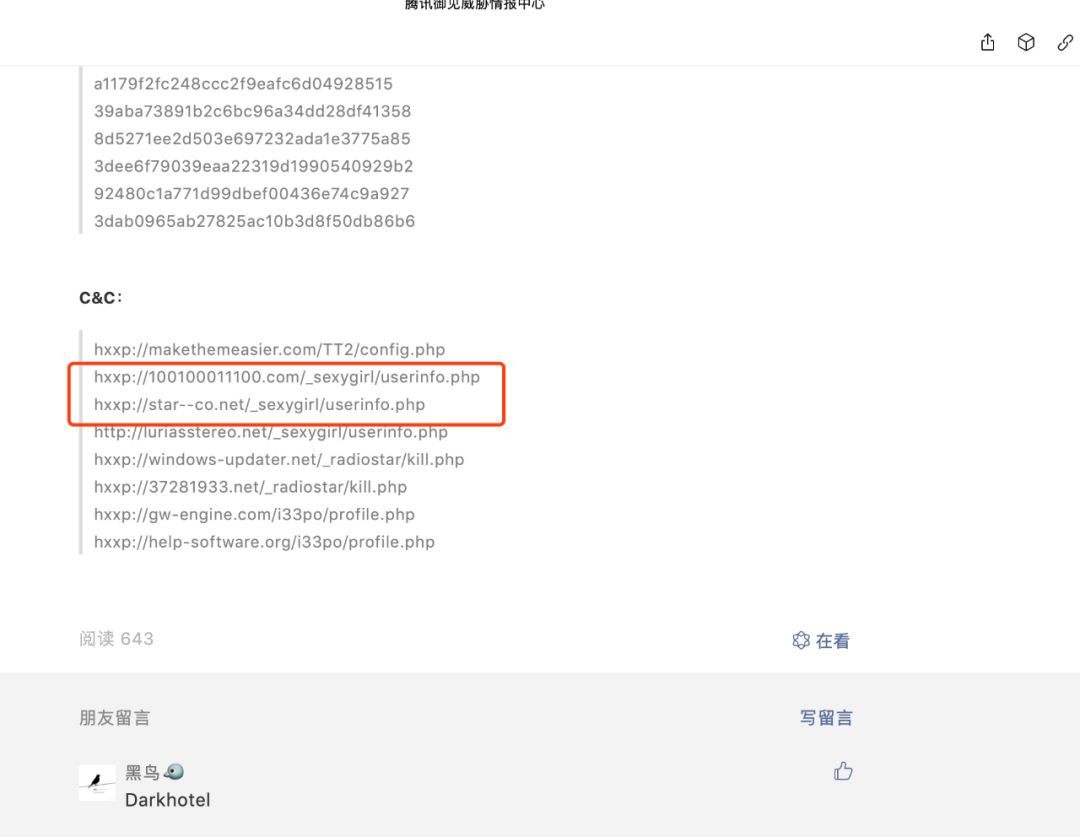 腾讯御见威胁情报中心
a1179f2fc248ccc2f9eafc6d04928515
39aba73891b2c6bc96a34dd28df41358
8d5271ee2d503e697232ada1e3775a85
3dee6f79039eaa22319d1990540929b2
92480c1a771d99dbef00436e74c9a927
3dab0965ab27825ac10b3d8f50db86b6
C&C:
hxxp://makethemeasier.com/TT2/config.php
hxxp://100100011100.com/_sexygirl/userinfo.php
hxxp://star--co.net/_sexygirl/userinfo.php
http://luriasstereo.net/_sexygirl/userinfo.php
hxxp://windows-updater.net/_radiostar/kill.php
hxxp://37281933.net/_radiostar/kill.php
hxxp://gw-engine.com/i33po/profile.php
hxxp://help-software.org/i33po/profile.php
阅读 643
在看
朋友留言
写留言
黑鸟
Darkhotel